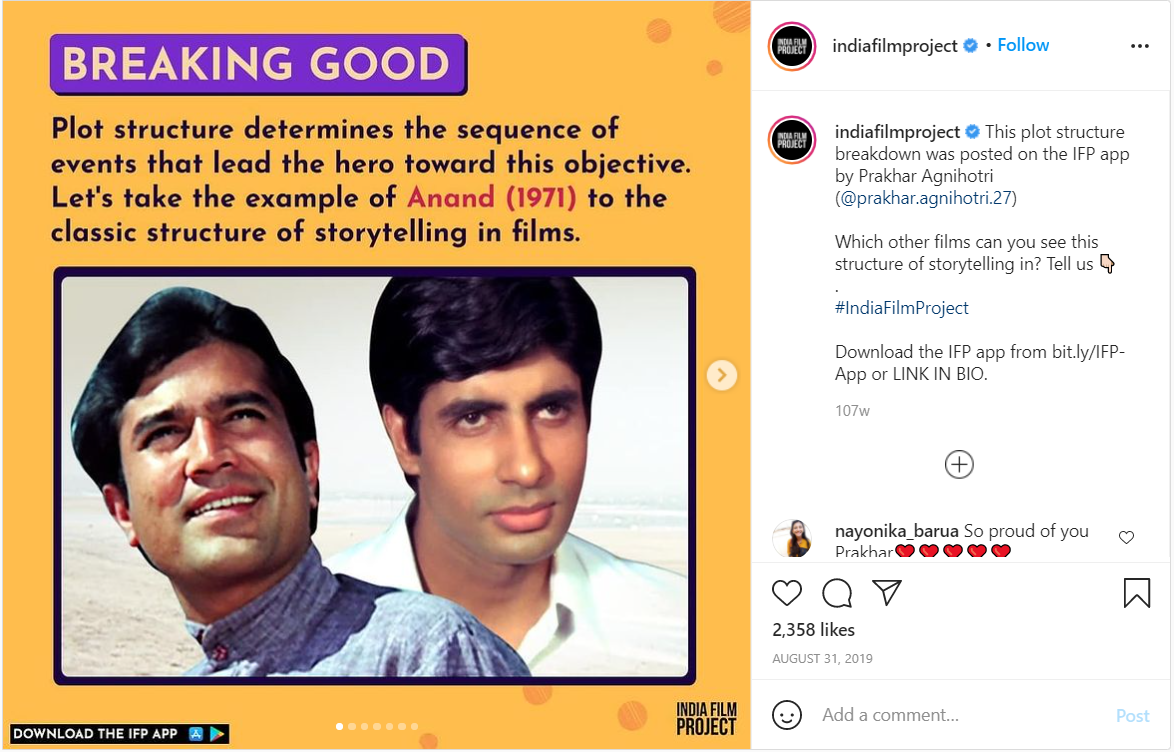 BREAKING GOOD
Plot structure determines the sequence of
events that lead the hero toward this objective.
Let's take the example of Anand (1971) to the
classic structure of storytelling in films.
INDIA FILM
PROJECT
DOWNLOAD THE IFP APP
INDIA FILM
PROJECT
indiafilmproject • Follow
INDIA FILM
PROJECT
indiafilmproject This plot structure
breakdown was posted on the IFP app
by Prakhar Agnihotri
(@prakhar.agnihotri.27)
Which other films can you see this
structure of storytelling in? Tell us 👇🏻
.
#IndiaFilmProject
Download the IFP app from bit.ly/IFP-
App or LINK IN BIO.
107w
nayonika_barua So proud of you
Prakhar❤️❤️❤️❤️❤️
2,358 likes
AUGUST 31, 2019
Add a comment...
Post